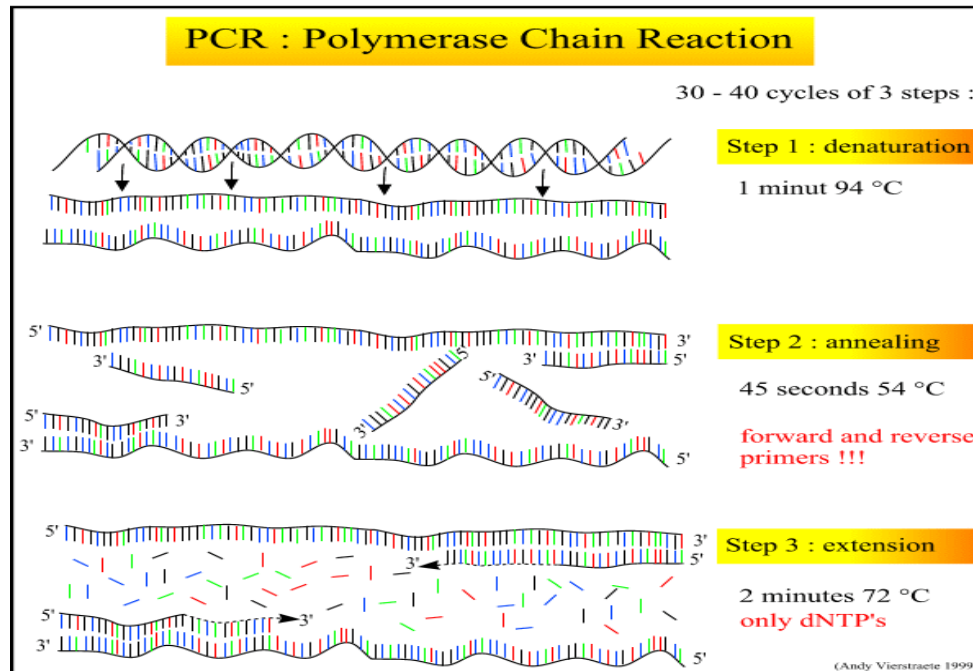 PCR : Polymerase Chain Reaction
30 - 40 cycles of 3 steps :
Step 1 : denaturation
1 minut 94 °C
5'
3'
Step 2 : annealing
3'
3'
5'
5'
5'
45 seconds 54 °C
5'
5'
3'
3'
3'
forward and reverse
primers !!!
3'
5'
5'
3'
Step 3 : extension
3'
5'
2 minutes 72 °C
only dNTP's
5'
3'
3'
5'
(Andy Vierstraete 1999